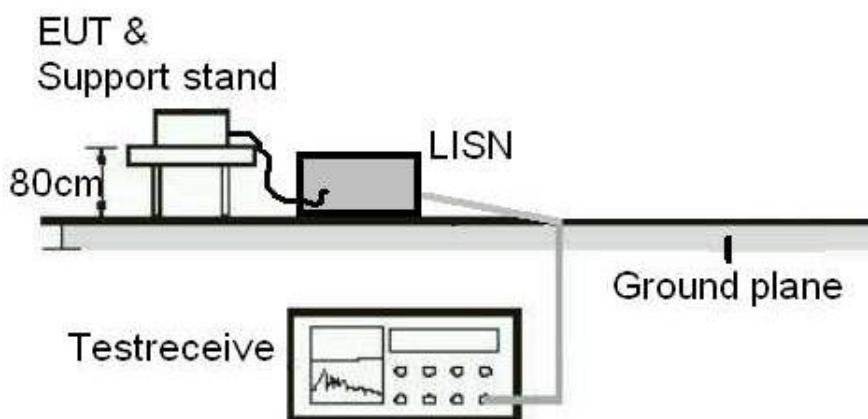 EUT &
Support stand
LISN
80cm
Ground plane
Testreceive